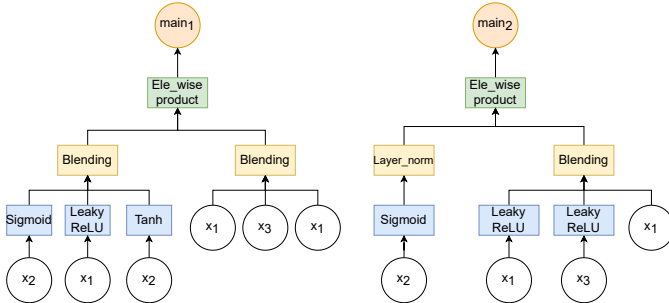 main₁
main₂
Ele_wise
product
Ele_wise
product
Blending
Blending
Layer_norm
Blending
Sigmoid
Leaky
ReLU
Tanh
x₁
x₃
x₁
Sigmoid
Leaky
ReLU
Leaky
ReLU
x₁
x₂
x₁
x₂
x₂
x₁
x₃